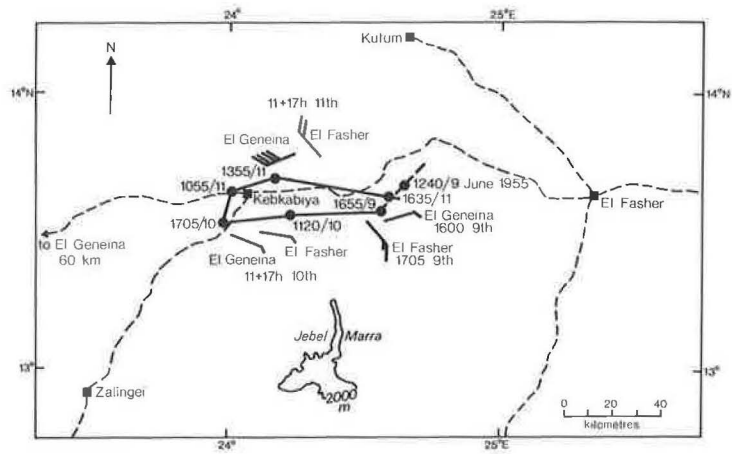 24°
25°E
Kutum
N
14°N
14°N
11+17h 11th
El Geneina
El Fasher
1355/11
1055/11
1240/9 June 1955
1635/11
Kebkabiya
1655/9
El Fasher
1705/10
1120/10
El Geneina
1600 9th
to El Geneina
60 km
El Geneina
El Fasher
11+17h 10th
El Fasher
1705 9th
Jebel Marra
13°
13°
2000
m
Zalingei
0 20 40
kilometres
24°
25°E